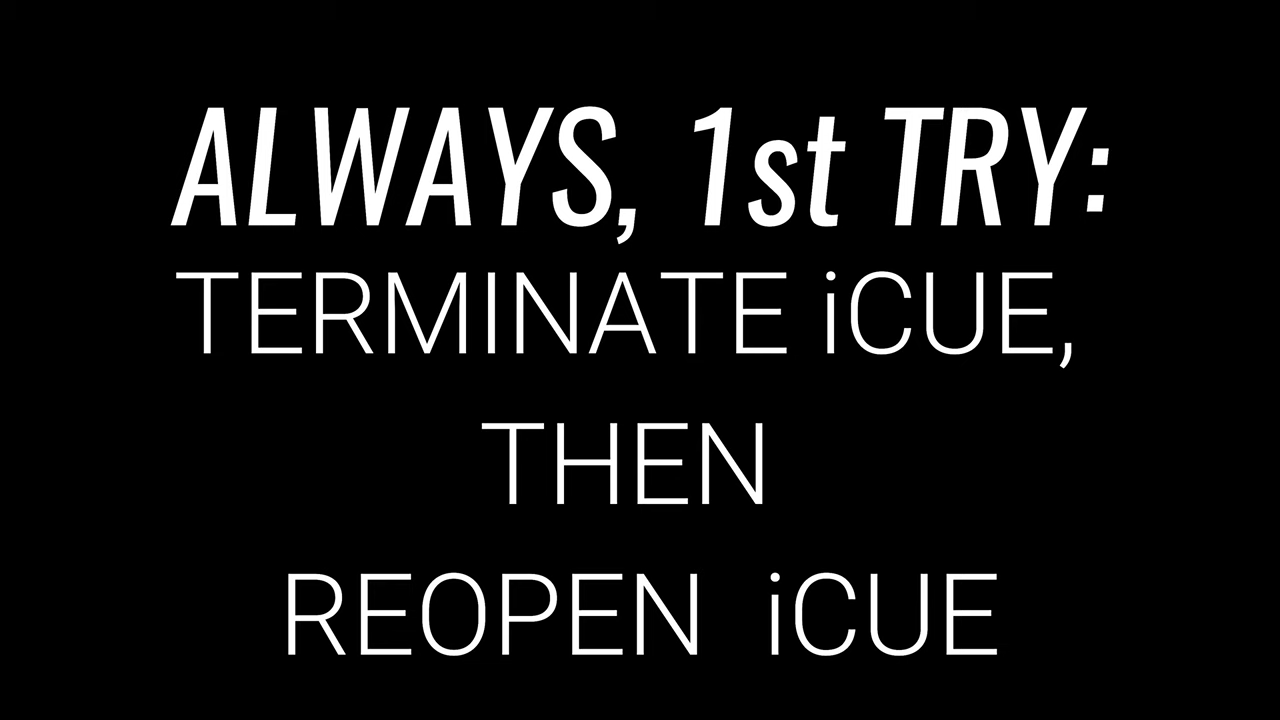 ALWAYS, 1st TRY:
TERMINATE iCUE,
THEN
REOPEN iCUE